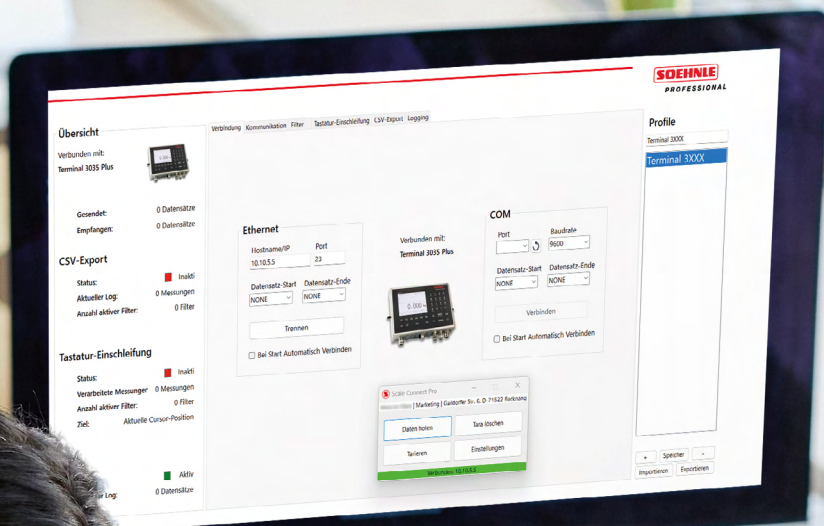 SOEHNLE
PROFESSIONAL
Übersicht
Verbunden mit:
Terminal 3035 Plus
Gesendet: 0 Datensätze
Empfangen: 0 Datensätze
CSV-Export
Status: Inakti
Aktueller Log: 0 Messungen
Anzahl aktiver Filter: 0 Filter
Tastatur-Einschleifung
Status: Inakti
Verarbeitete Messunger 0 Messungen
Anzahl aktiver Filter: 0 Filter
Ziel: Aktuelle Cursor-Position
Aktiv
Log: 0 Datensätze
Verbindung Kommunikation Filter Tastatur-Einschleifung CSV-Export Logging
Ethernet
Hostname/IP Port
10.10.5.5 23
Datensatz-Start Datensatz-Ende
NONE NONE
Trennen
Bei Start Automatisch Verbinden
Verbunden mit:
Terminal 3035 Plus
0.000
COM
Port Baudrate
9600
Datensatz-Start Datensatz-Ende
NONE NONE
Verbinden
Bei Start Automatisch Verbinden
Scale Connect Pro
| Marketing | Gaildorfer Str. 6, D-71522 Backnang
Daten holen Tara löschen
Tarieren Einstellungen
Verbunden: 10.10.5.5
Profile
Terminal 3XXX
Terminal 3XXX
+ Speicher -
Importieren Exportieren